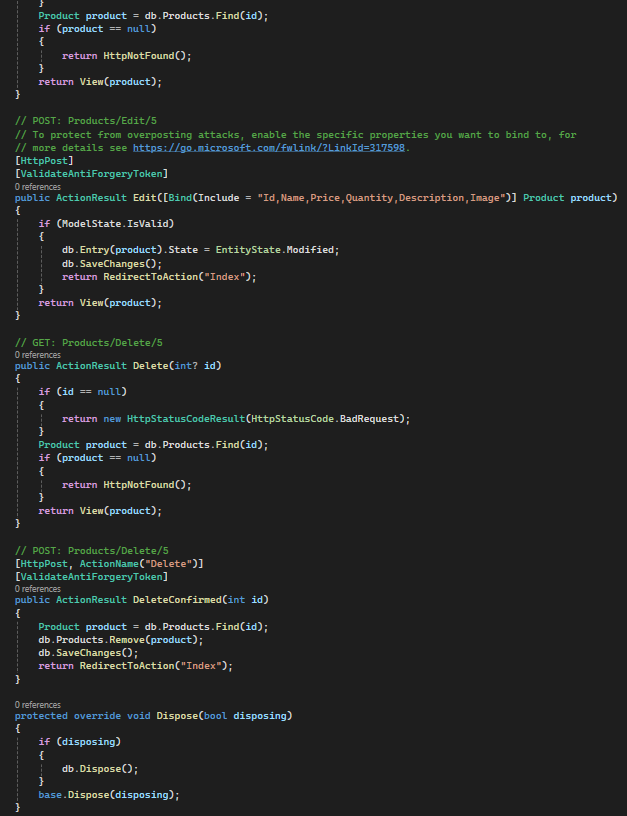 }
Product product = db.Products.Find(id);
if (product == null)
{
return HttpNotFound();
}
return View(product);
}
// POST: Products/Edit/5
// To protect from overposting attacks, enable the specific properties you want to bind to, for
// more details see https://go.microsoft.com/fwlink/?LinkId=317598.
[HttpPost]
[ValidateAntiForgeryToken]
0 references
public ActionResult Edit([Bind(Include = "Id,Name,Price,Quantity,Description,Image")] Product product)
{
if (ModelState.IsValid)
{
db.Entry(product).State = EntityState.Modified;
db.SaveChanges();
return RedirectToAction("Index");
}
return View(product);
}
// GET: Products/Delete/5
0 references
public ActionResult Delete(int? id)
{
if (id == null)
{
return new HttpStatusCodeResult(HttpStatusCode.BadRequest);
}
Product product = db.Products.Find(id);
if (product == null)
{
return HttpNotFound();
}
return View(product);
}
// POST: Products/Delete/5
[HttpPost, ActionName("Delete")]
[ValidateAntiForgeryToken]
0 references
public ActionResult DeleteConfirmed(int id)
{
Product product = db.Products.Find(id);
db.Products.Remove(product);
db.SaveChanges();
return RedirectToAction("Index");
}
0 references
protected override void Dispose(bool disposing)
{
if (disposing)
{
db.Dispose();
}
base.Dispose(disposing);
}